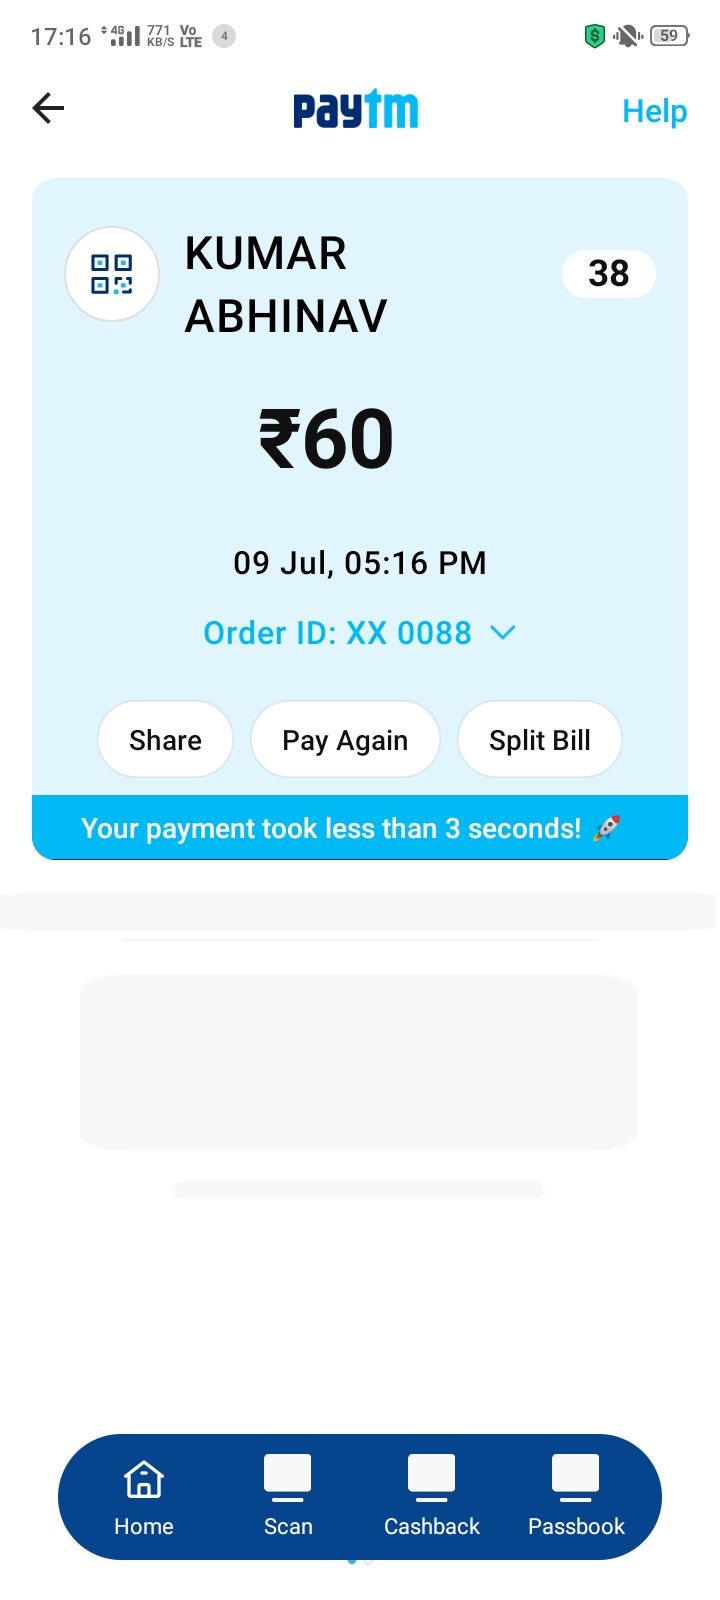 17:16 4G 771 KB/S Vo LTE 4 59
paytm Help
KUMAR
ABHINAV
38
₹60
09 Jul, 05:16 PM
Order ID: XX 0088
Share Pay Again Split Bill
Your payment took less than 3 seconds! 🚀
Home Scan Cashback Passbook